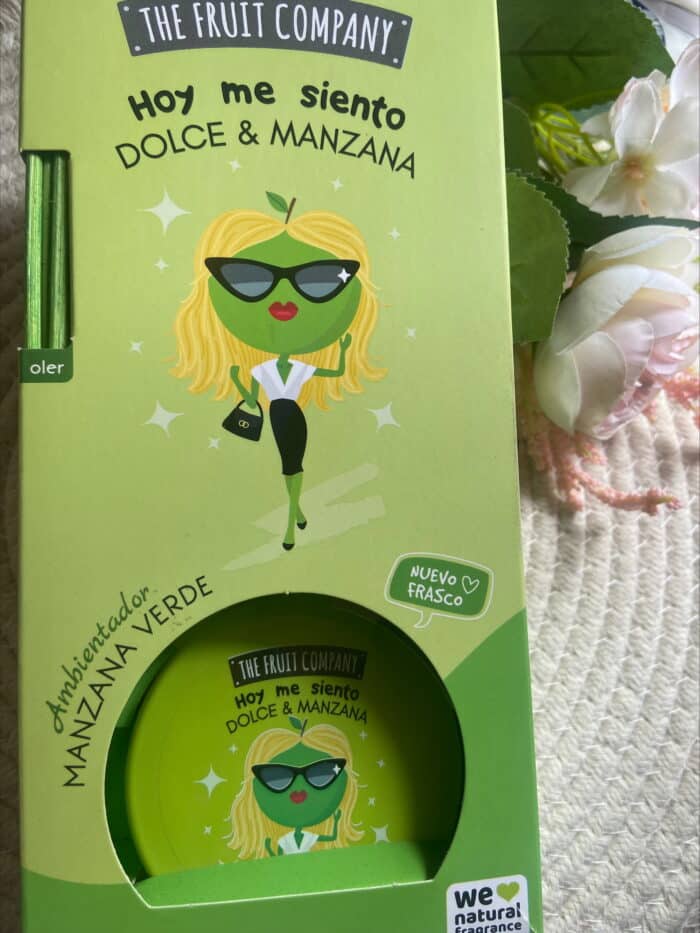 THE FRUIT COMPANY
Hoy me siento
DOLCE & MANZANA
oler
NUEVO
FRASCO
Ambientador
MANZANA VERDE
THE FRUIT COMPANY
Hoy me siento
DOLCE & MANZANA
we
natural
fragrance